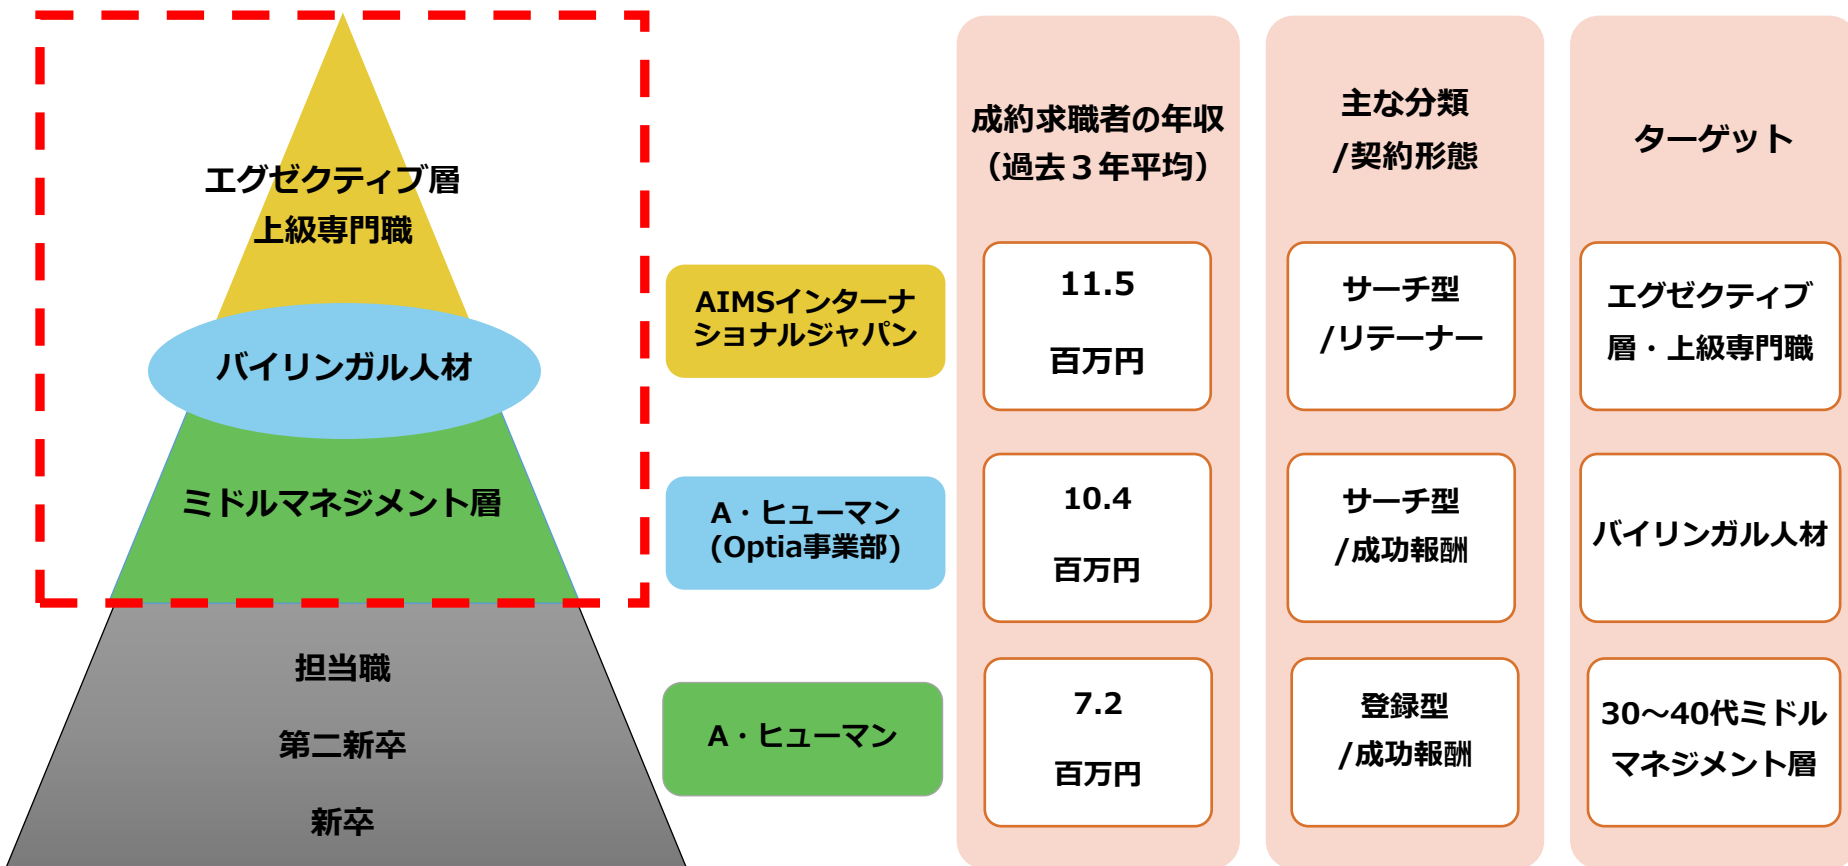 エグゼクティブ層
上級専門職
バイリンガル人材
ミドルマネジメント層
担当職
第二新卒
新卒
成約求職者の年収
（過去３年平均）
主な分類
/契約形態
ターゲット
AIMSインターナ
ショナルジャパン
11.5
百万円
サーチ型
/リテーナー
エグゼクティブ
層・上級専門職
A・ヒューマン
(Optia事業部)
10.4
百万円
サーチ型
/成功報酬
バイリンガル人材
A・ヒューマン
7.2
百万円
登録型
/成功報酬
30～40代ミドル
マネジメント層